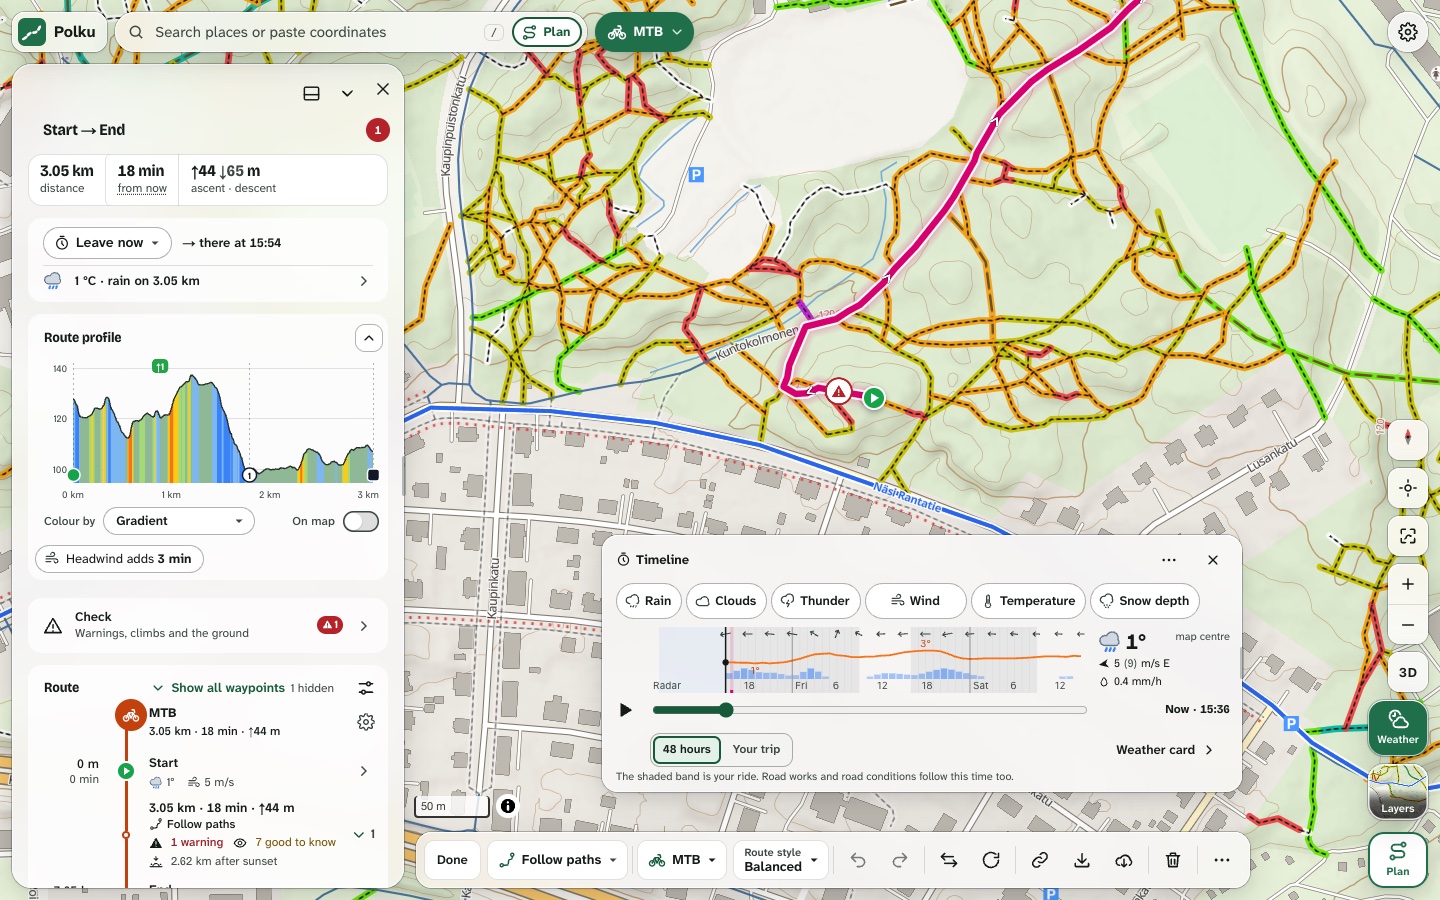 Polku
Search places or paste coordinates
/
Plan
MTB
Start → End
1
3.05 km
distance
18 min
from now
↑44 ↓65 m
ascent · descent
Leave now
→ there at 15:54
1 °C · rain on 3.05 km
Route profile
140
120
100
↑1
1
0 km
1 km
2 km
3 km
Colour by
Gradient
On map
Headwind adds 3 min
Check
Warnings, climbs and the ground
1
Route
Show all waypoints
1 hidden
MTB
3.05 km · 18 min · ↑44 m
0 m
0 min
Start
1°
5 m/s
3.05 km · 18 min · ↑44 m
Follow paths
1 warning
7 good to know
1
2.62 km after sunset
Kaupinpuistonkatu
P
Kuntokolmonen
120
Näsi Rantatie
Kaupinkatu
Lusankatu
120
P
P
50 m
Timeline
Rain
Clouds
Thunder
Wind
Temperature
Snow depth
3°
1°
Radar
18
Fri
6
12
18
Sat
6
12
1°
map centre
5 (9) m/s E
0.4 mm/h
Now · 15:36
48 hours
Your trip
Weather card
The shaded band is your ride. Road works and road conditions follow this time too.
Done
Follow paths
MTB
Route style
Balanced
3D
Weather
Layers
Plan